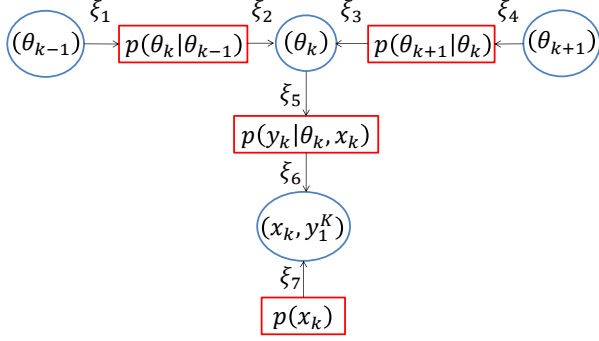 ξ₁ ξ₂ ξ₃ ξ₄
(θₖ₋₁) p(θₖ|θₖ₋₁) (θₖ) p(θₖ₊₁|θₖ) (θₖ₊₁)
ξ₅
p(yₖ|θₖ, xₖ)
ξ₆
(xₖ, y₁ᴷ)
ξ₇
p(xₖ)